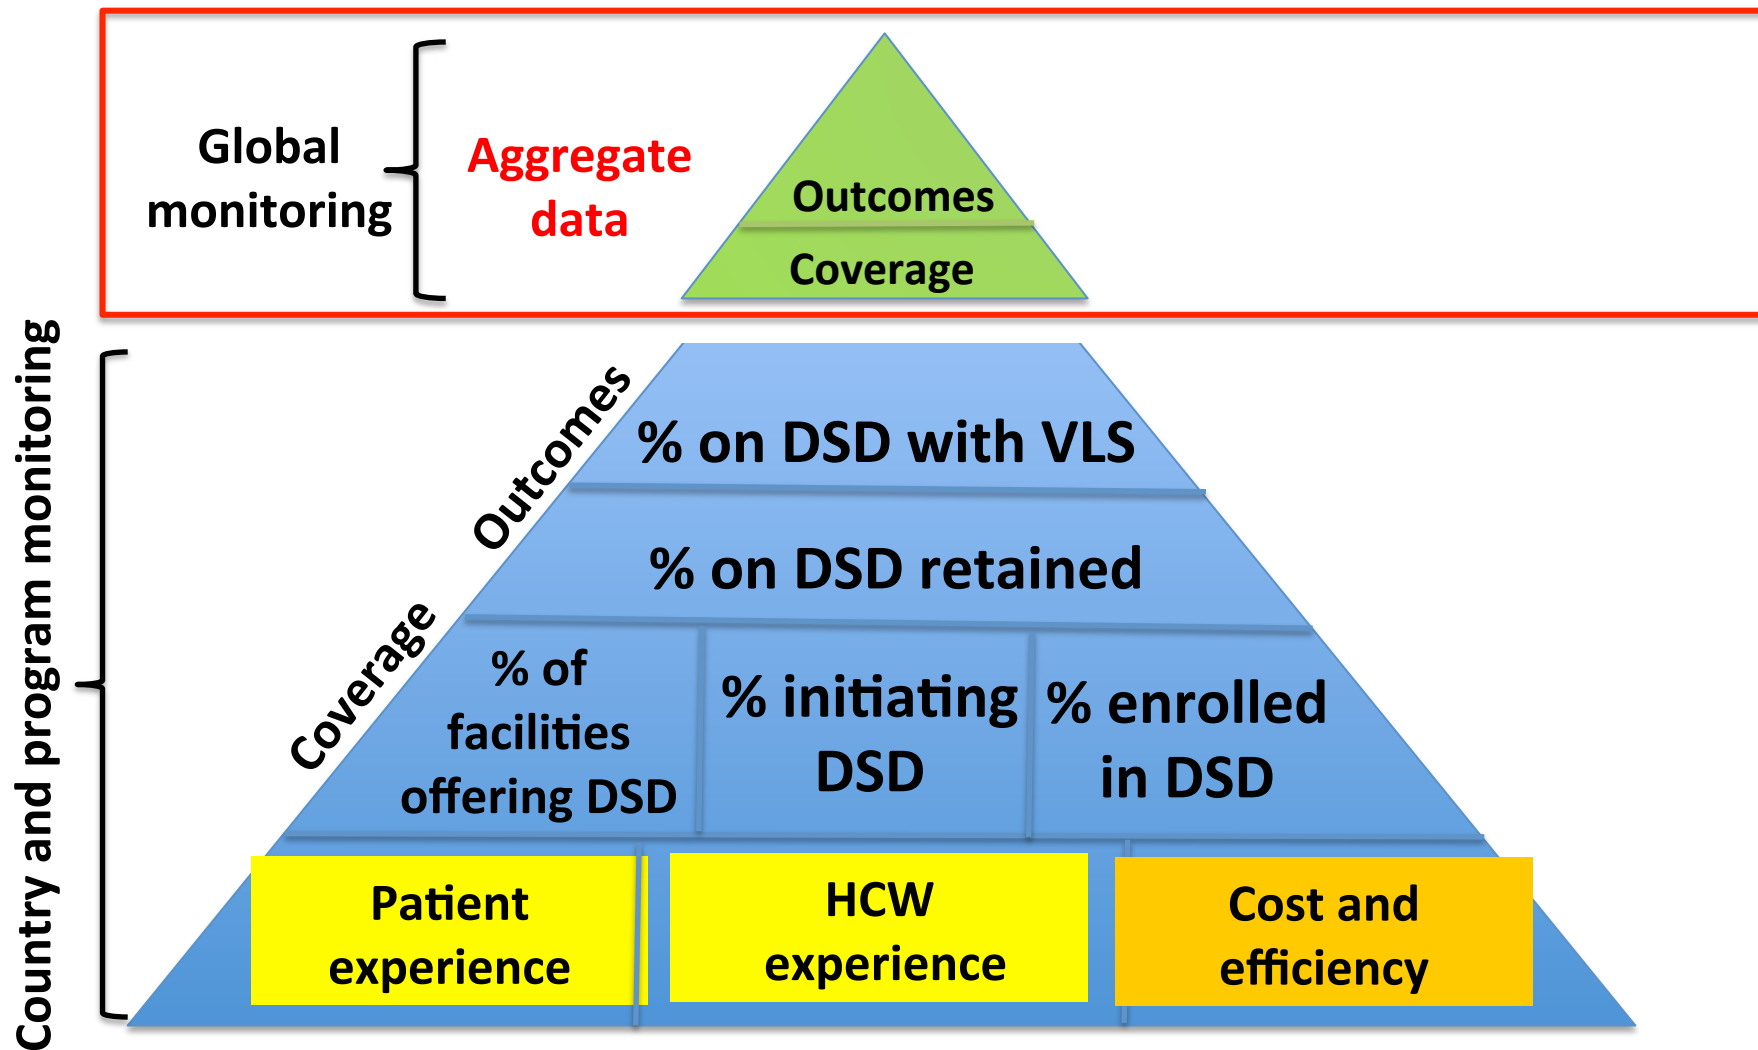 Global
monitoring
Aggregate
data
Outcomes
Coverage
Country and program monitoring
Outcomes
Coverage
% on DSD with VLS
% on DSD retained
% of
facilities
offering DSD
% initiating
DSD
% enrolled
in DSD
Patient
experience
HCW
experience
Cost and
efficiency